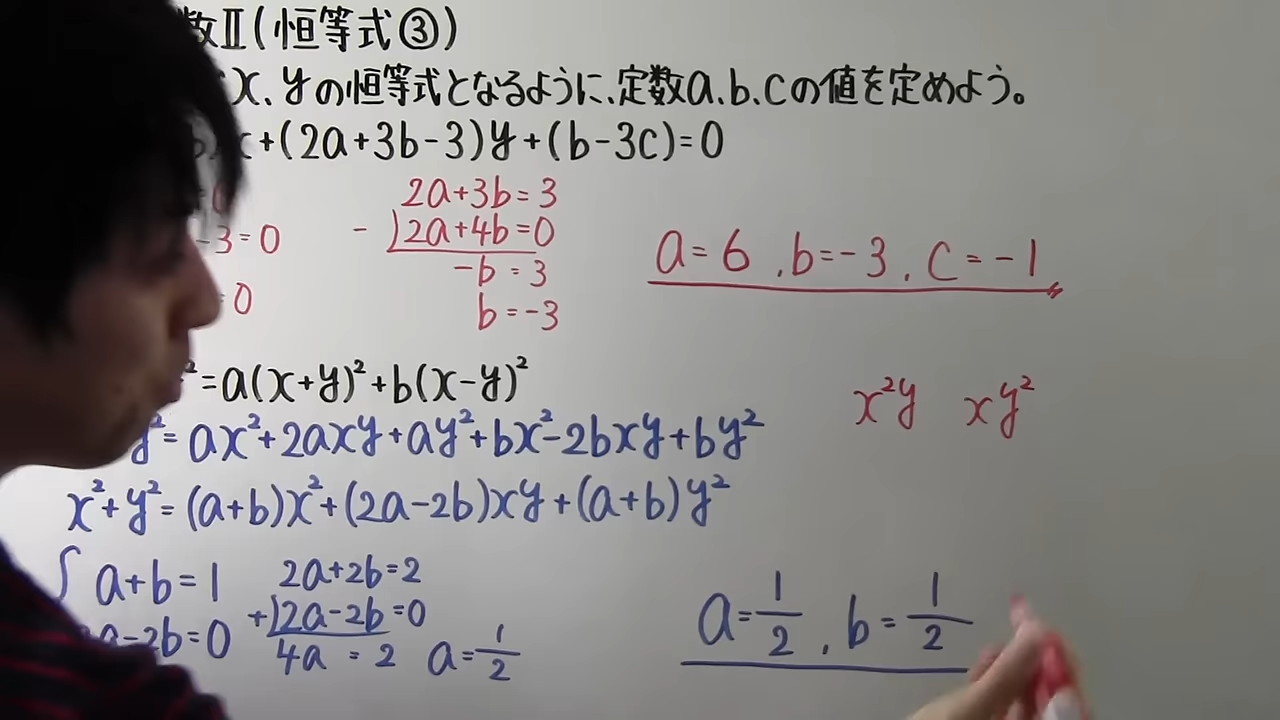 数Ⅱ(恒等式③)
x、yの恒等式となるように、定数a、b、cの値を定めよう。
)x+(2a+3b-3)y+(b-3c)=0
=0
-3=0
=0
2a+3b=3
-)2a+4b=0
-b=3
b=-3
a=6、b=-3、c=-1
²=a(x+y)²+b(x-y)²
x²y xy²
y²=ax²+2axy+ay²+bx²-2bxy+by²
x²+y²=(a+b)x²+(2a-2b)xy+(a+b)y²
a+b=1
a-2b=0
2a+2b=2
+)2a-2b=0
4a=2 a=1/2
a=1/2、b=1/2